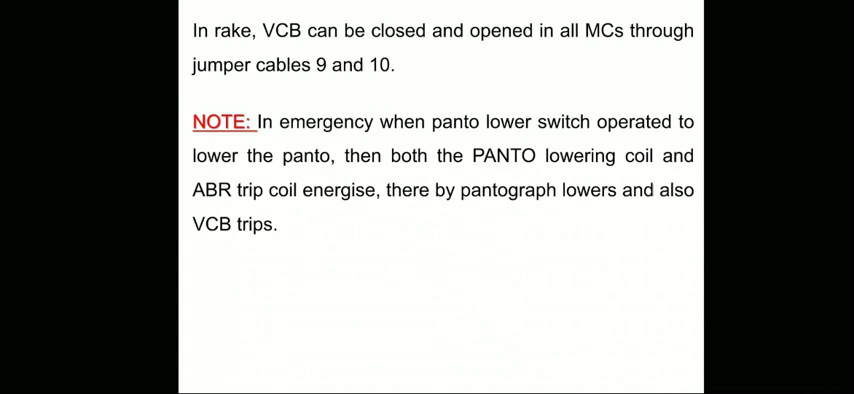 In rake, VCB can be closed and opened in all MCs through
jumper cables 9 and 10.
NOTE: In emergency when panto lower switch operated to
lower the panto, then both the PANTO lowering coil and
ABR trip coil energise, there by pantograph lowers and also
VCB trips.